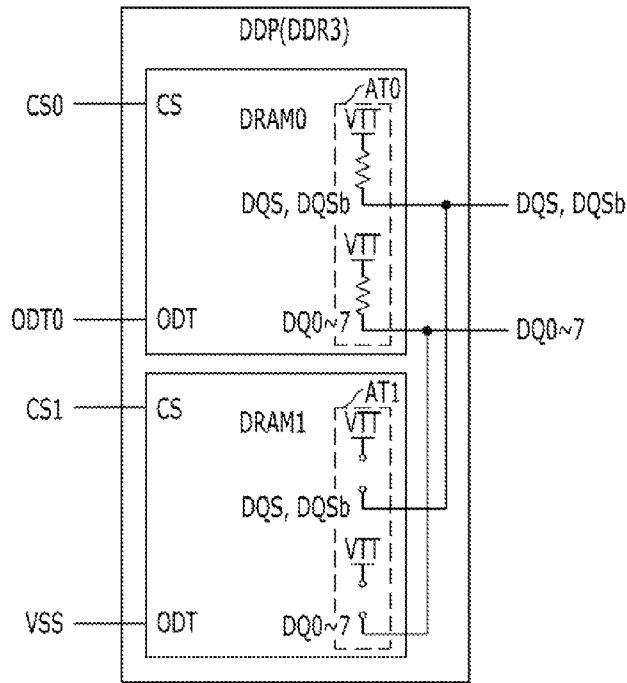 DDP(DDR3)
CS0
CS
DRAM0
AT0
VTT
DQS, DQSb
DQS, DQSb
VTT
ODT0
ODT
DQ0~7
DQ0~7
CS1
CS
DRAM1
AT1
VTT
DQS, DQSb
VTT
VSS
ODT
DQ0~7